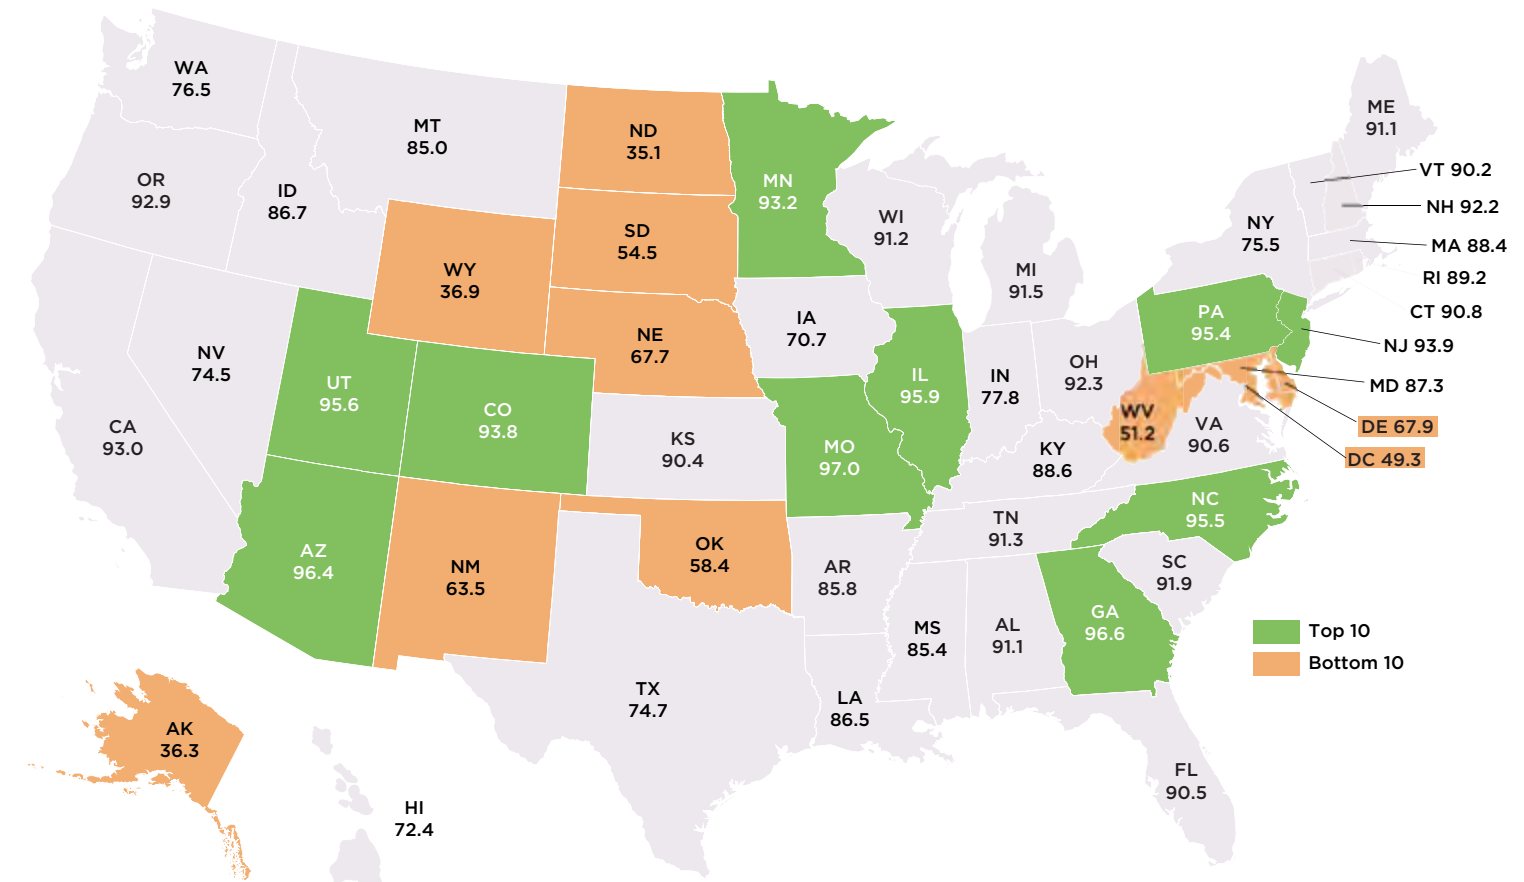 WA
76.5
MT
85.0
ND
35.1
ME
91.1
VT 90.2
OR
92.9
ID
86.7
MN
93.2
NH 92.2
WI
91.2
NY
75.5
SD
54.5
MA 88.4
WY
36.9
MI
91.5
RI 89.2
CT 90.8
IA
70.7
PA
95.4
NE
67.7
NJ 93.9
NV
74.5
UT
95.6
IL
95.9
IN
77.8
OH
92.3
MD 87.3
CO
93.8
WV
51.2
DE 67.9
CA
93.0
KS
90.4
MO
97.0
KY
88.6
VA
90.6
DC 49.3
NC
95.5
TN
91.3
AZ
96.4
NM
63.5
OK
58.4
AR
85.8
SC
91.9
GA
96.6
MS
85.4
AL
91.1
Top 10
Bottom 10
TX
74.7
LA
86.5
AK
36.3
FL
90.5
HI
72.4